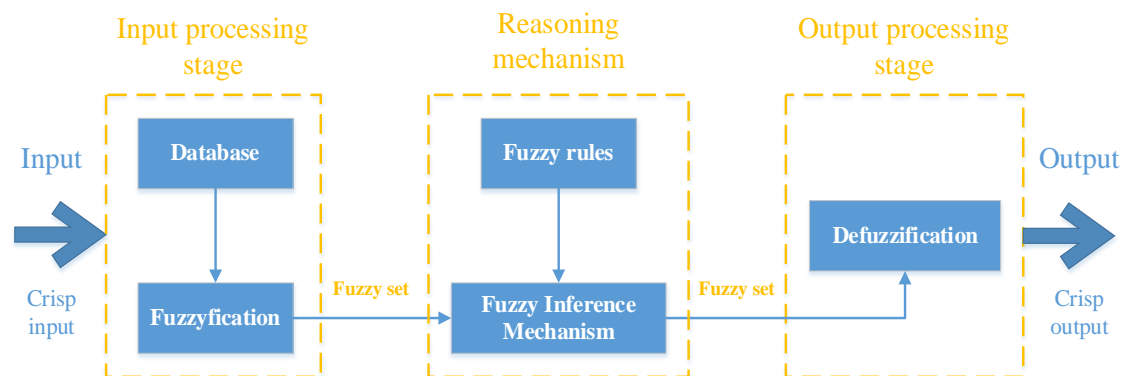 Input processing
stage
Reasoning
mechanism
Output processing
stage
Input
Crisp
input
Database
Fuzzyfication
Fuzzy set
Fuzzy rules
Fuzzy Inference
Mechanism
Fuzzy set
Defuzzification
Output
Crisp
output